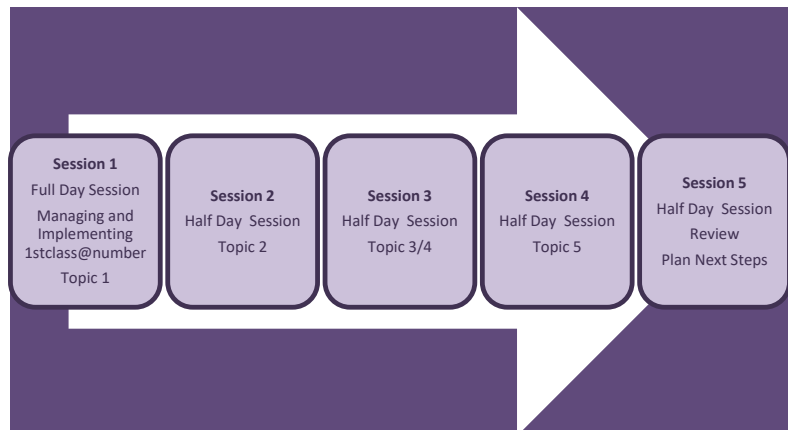 Session 1
Full Day Session
Managing and
Implementing
1stclass@number
Topic 1
Session 2
Half Day Session
Topic 2
Session 3
Half Day Session
Topic 3/4
Session 4
Half Day Session
Topic 5
Session 5
Half Day Session
Review
Plan Next Steps